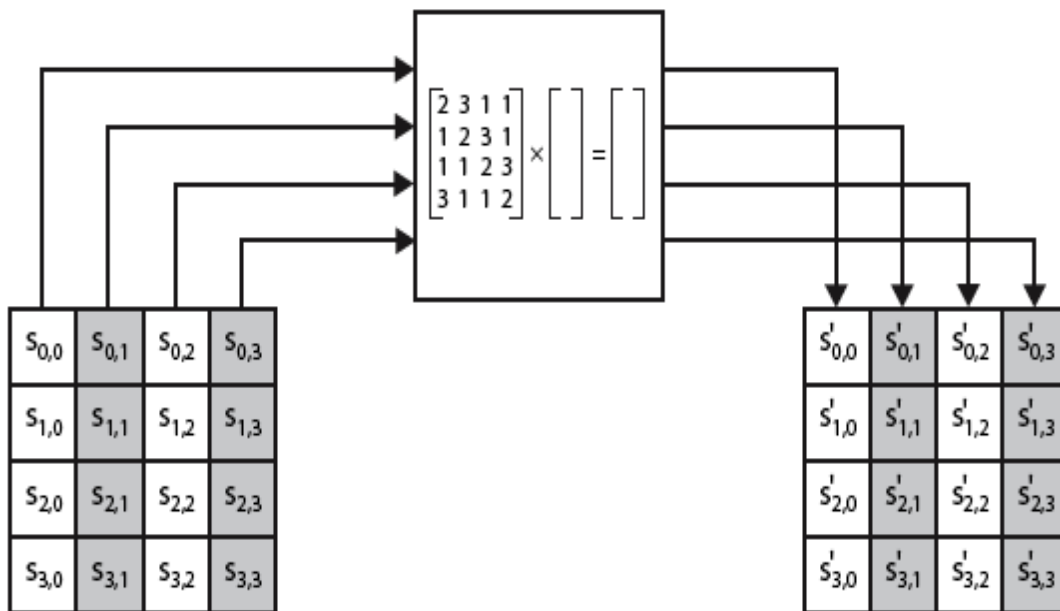 2 3 1 1
1 2 3 1
1 1 2 3
3 1 1 2
× =
S0,0 S0,1 S0,2 S0,3
S1,0 S1,1 S1,2 S1,3
S2,0 S2,1 S2,2 S2,3
S3,0 S3,1 S3,2 S3,3
S'0,0 S'0,1 S'0,2 S'0,3
S'1,0 S'1,1 S'1,2 S'1,3
S'2,0 S'2,1 S'2,2 S'2,3
S'3,0 S'3,1 S'3,2 S'3,3